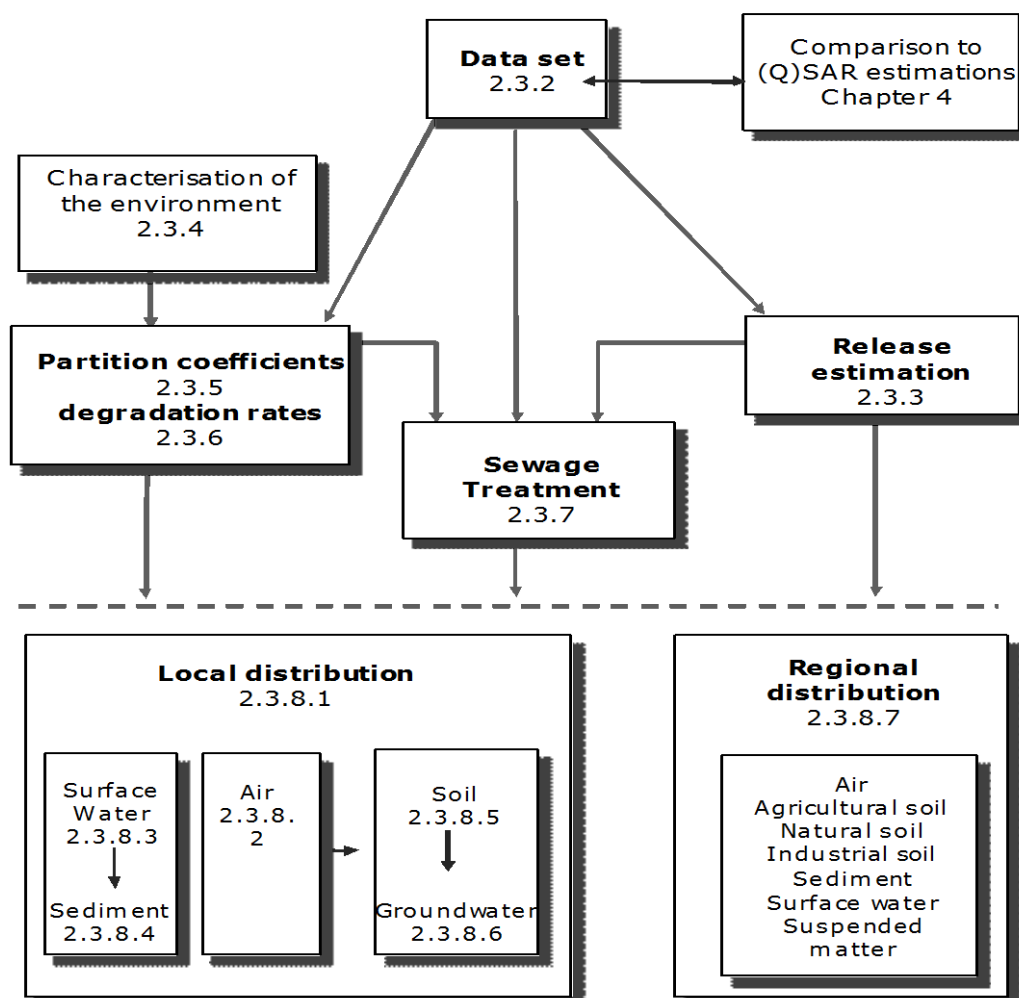 Data set
2.3.2
Comparison to
(Q)SAR estimations
Chapter 4
Characterisation of
the environment
2.3.4
Partition coefficients
2.3.5
degradation rates
2.3.6
Release
estimation
2.3.3
Sewage
Treatment
2.3.7
Local distribution
2.3.8.1
Surface
Water
2.3.8.3
Sediment
2.3.8.4
Air
2.3.8.
2
Soil
2.3.8.5
Groundwater
2.3.8.6
Regional
distribution
2.3.8.7
Air
Agricultural soil
Natural soil
Industrial soil
Sediment
Surface water
Suspended
matter